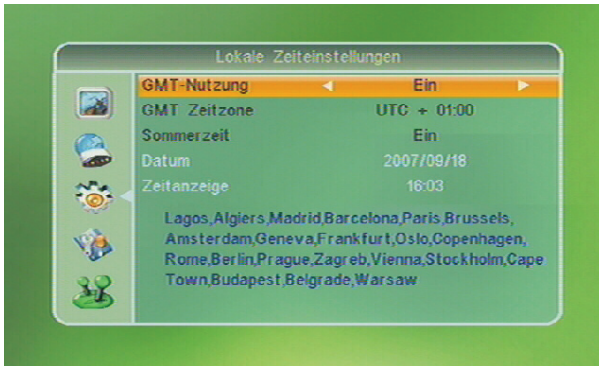 Lokale Zeiteinstellungen
GMT-Nutzung Ein
GMT Zeitzone UTC + 01:00
Sommerzeit Ein
Datum 2007/09/18
Zeitanzeige 16:03
Lagos,Algiers,Madrid,Barcelona,Paris,Brussels,
Amsterdam,Geneva,Frankfurt,Oslo,Copenhagen,
Rome,Berlin,Prague,Zagreb,Vienna,Stockholm,Cape
Town,Budapest,Belgrade,Warsaw